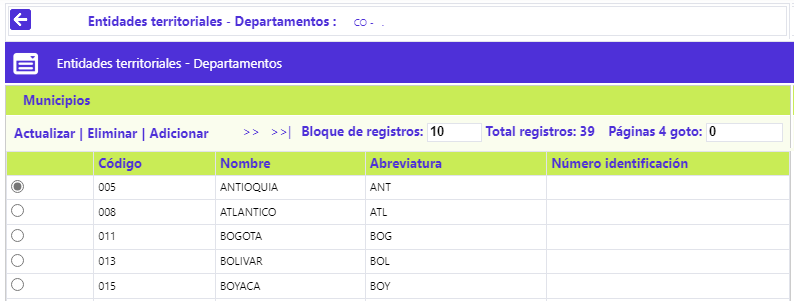 Entidades territoriales - Departamentos : CO - .
Entidades territoriales - Departamentos
Municipios
Actualizar | Eliminar | Adicionar >> >>| Bloque de registros: 10 Total registros: 39 Páginas 4 goto: 0
Código Nombre Abreviatura Número identificación
005 ANTIOQUIA ANT
008 ATLANTICO ATL
011 BOGOTA BOG
013 BOLIVAR BOL
015 BOYACA BOY